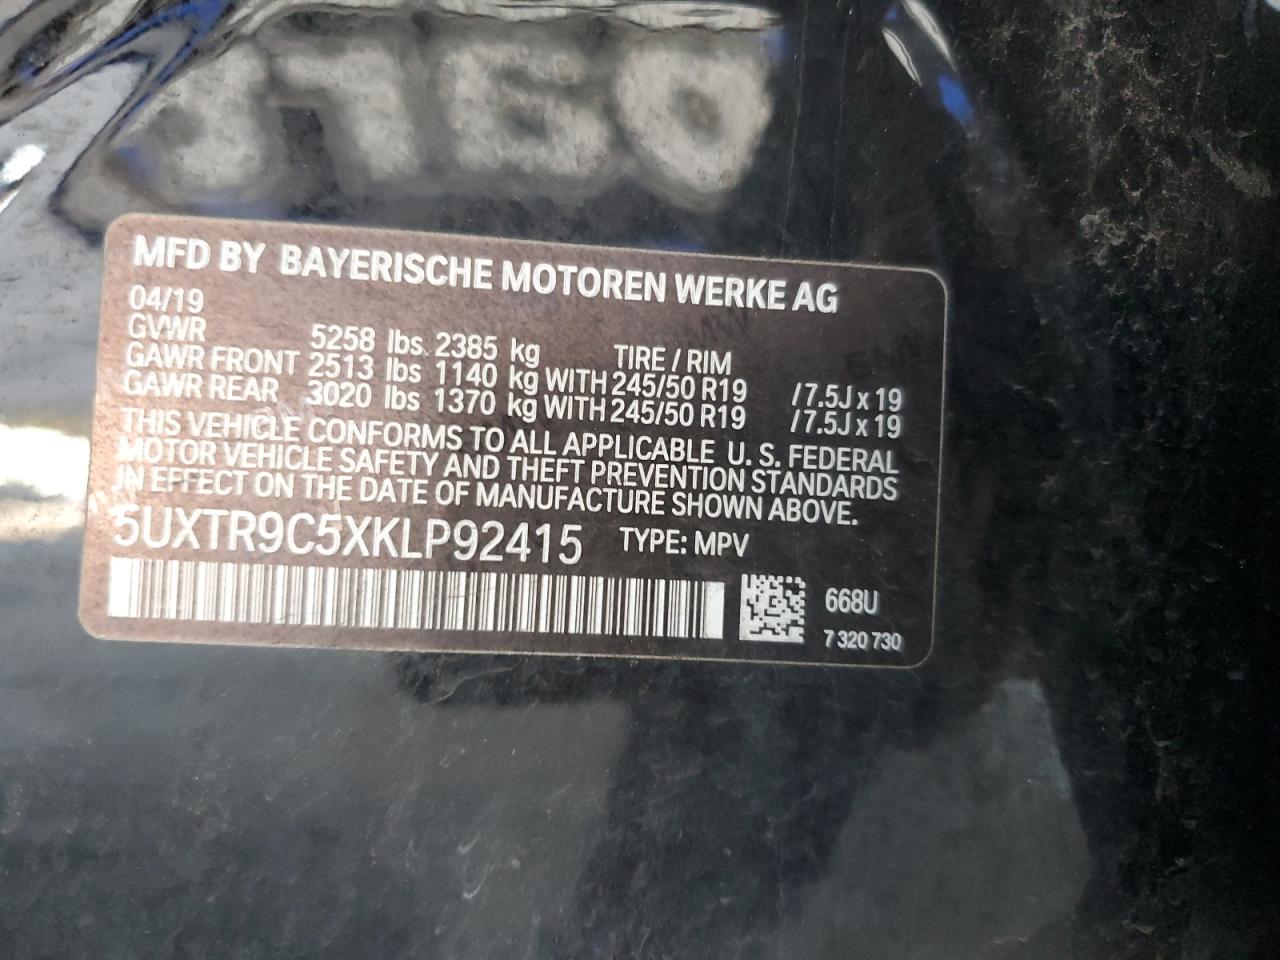 MFD BY BAYERISCHE MOTOREN WERKE AG
04/19
GVWR 5258 lbs 2385 kg TIRE / RIM
GAWR FRONT 2513 lbs 1140 kg WITH 245/50 R19 / 7.5J x 19
GAWR REAR 3020 lbs 1370 kg WITH 245/50 R19 / 7.5J x 19
THIS VEHICLE CONFORMS TO ALL APPLICABLE U. S. FEDERAL
MOTOR VEHICLE SAFETY AND THEFT PREVENTION STANDARDS
IN EFFECT ON THE DATE OF MANUFACTURE SHOWN ABOVE.
5UXTR9C5XKLP92415 TYPE: MPV
668U
7 320 730